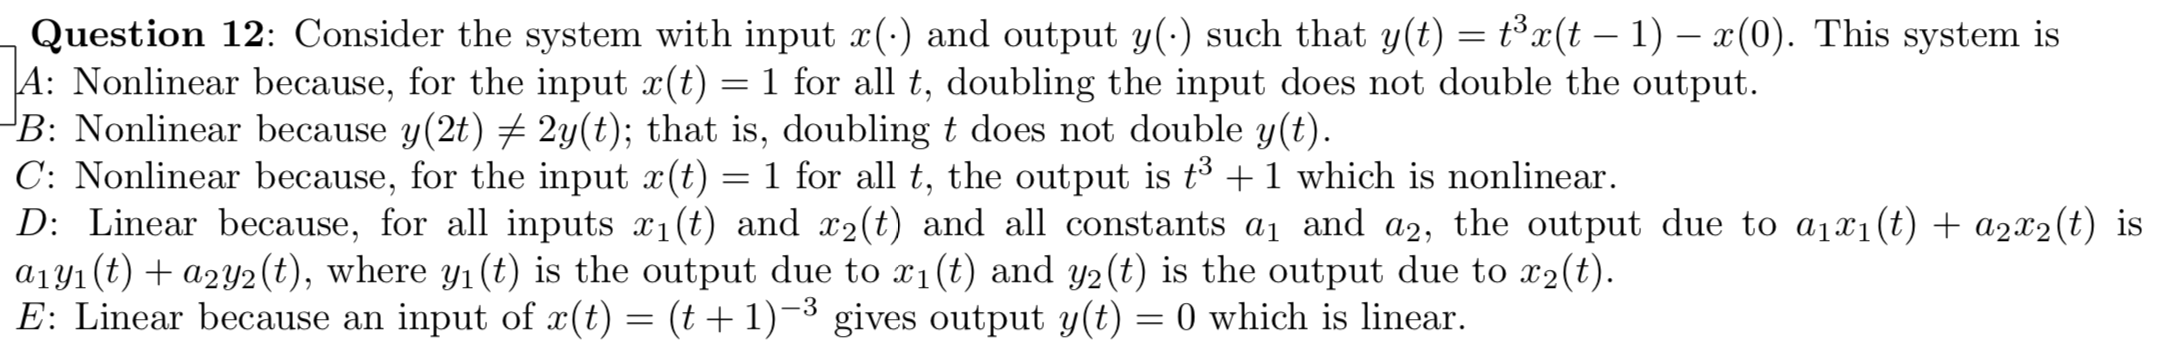 Question 12: Consider the system with input x(·) and output y(·) such that y(t) = t³x(t − 1) − x(0). This system is
A: Nonlinear because, for the input x(t) = 1 for all t, doubling the input does not double the output.
B: Nonlinear because y(2t) ≠ 2y(t); that is, doubling t does not double y(t).
C: Nonlinear because, for the input x(t) = 1 for all t, the output is t³ + 1 which is nonlinear.
D: Linear because, for all inputs x₁(t) and x₂(t) and all constants a₁ and a₂, the output due to a₁x₁(t) + a₂x₂(t) is
a₁y₁(t) + a₂y₂(t), where y₁(t) is the output due to x₁(t) and y₂(t) is the output due to x₂(t).
E: Linear because an input of x(t) = (t + 1)⁻³ gives output y(t) = 0 which is linear.